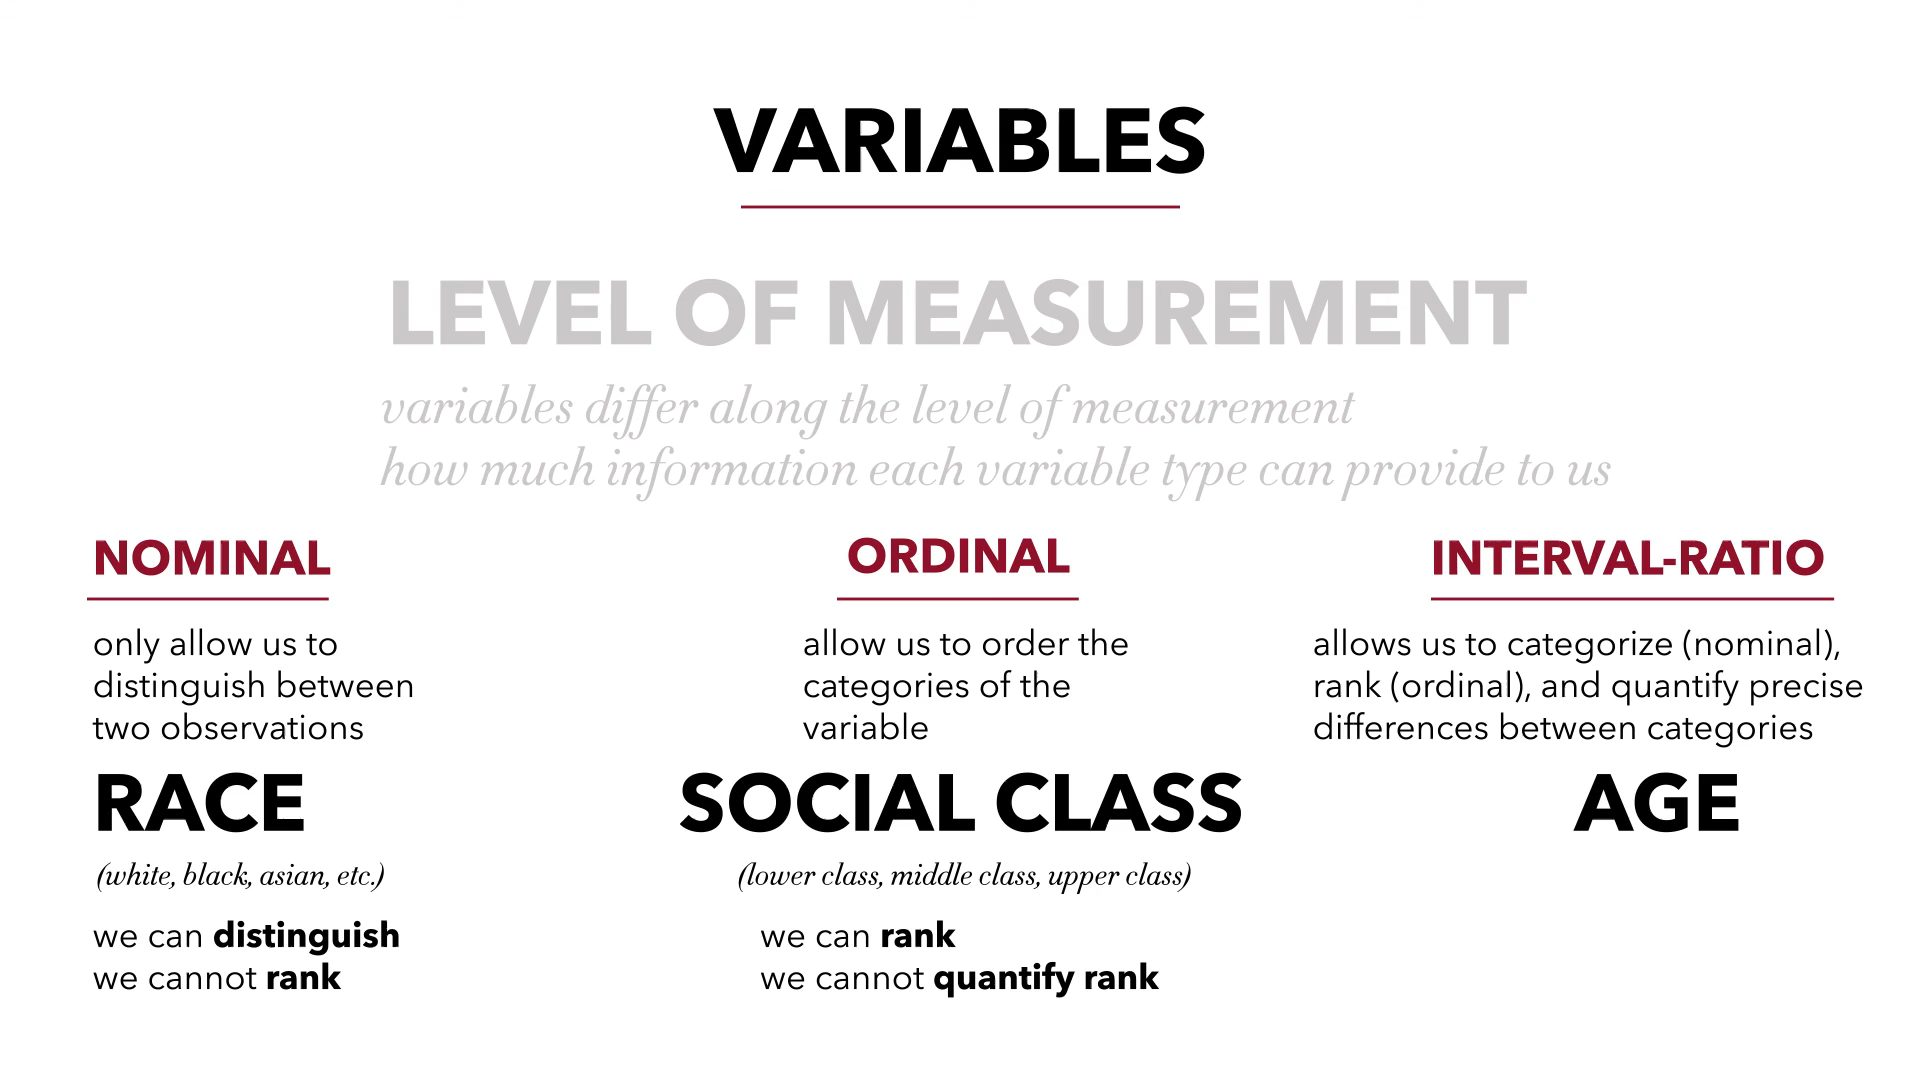 VARIABLES
LEVEL OF MEASUREMENT
variables differ along the level of measurement
how much information each variable type can provide to us
NOMINAL
only allow us to
distinguish between
two observations
RACE
(white, black, asian, etc.)
we can distinguish
we cannot rank
ORDINAL
allow us to order the
categories of the
variable
SOCIAL CLASS
(lower class, middle class, upper class)
we can rank
we cannot quantify rank
INTERVAL-RATIO
allows us to categorize (nominal),
rank (ordinal), and quantify precise
differences between categories
AGE